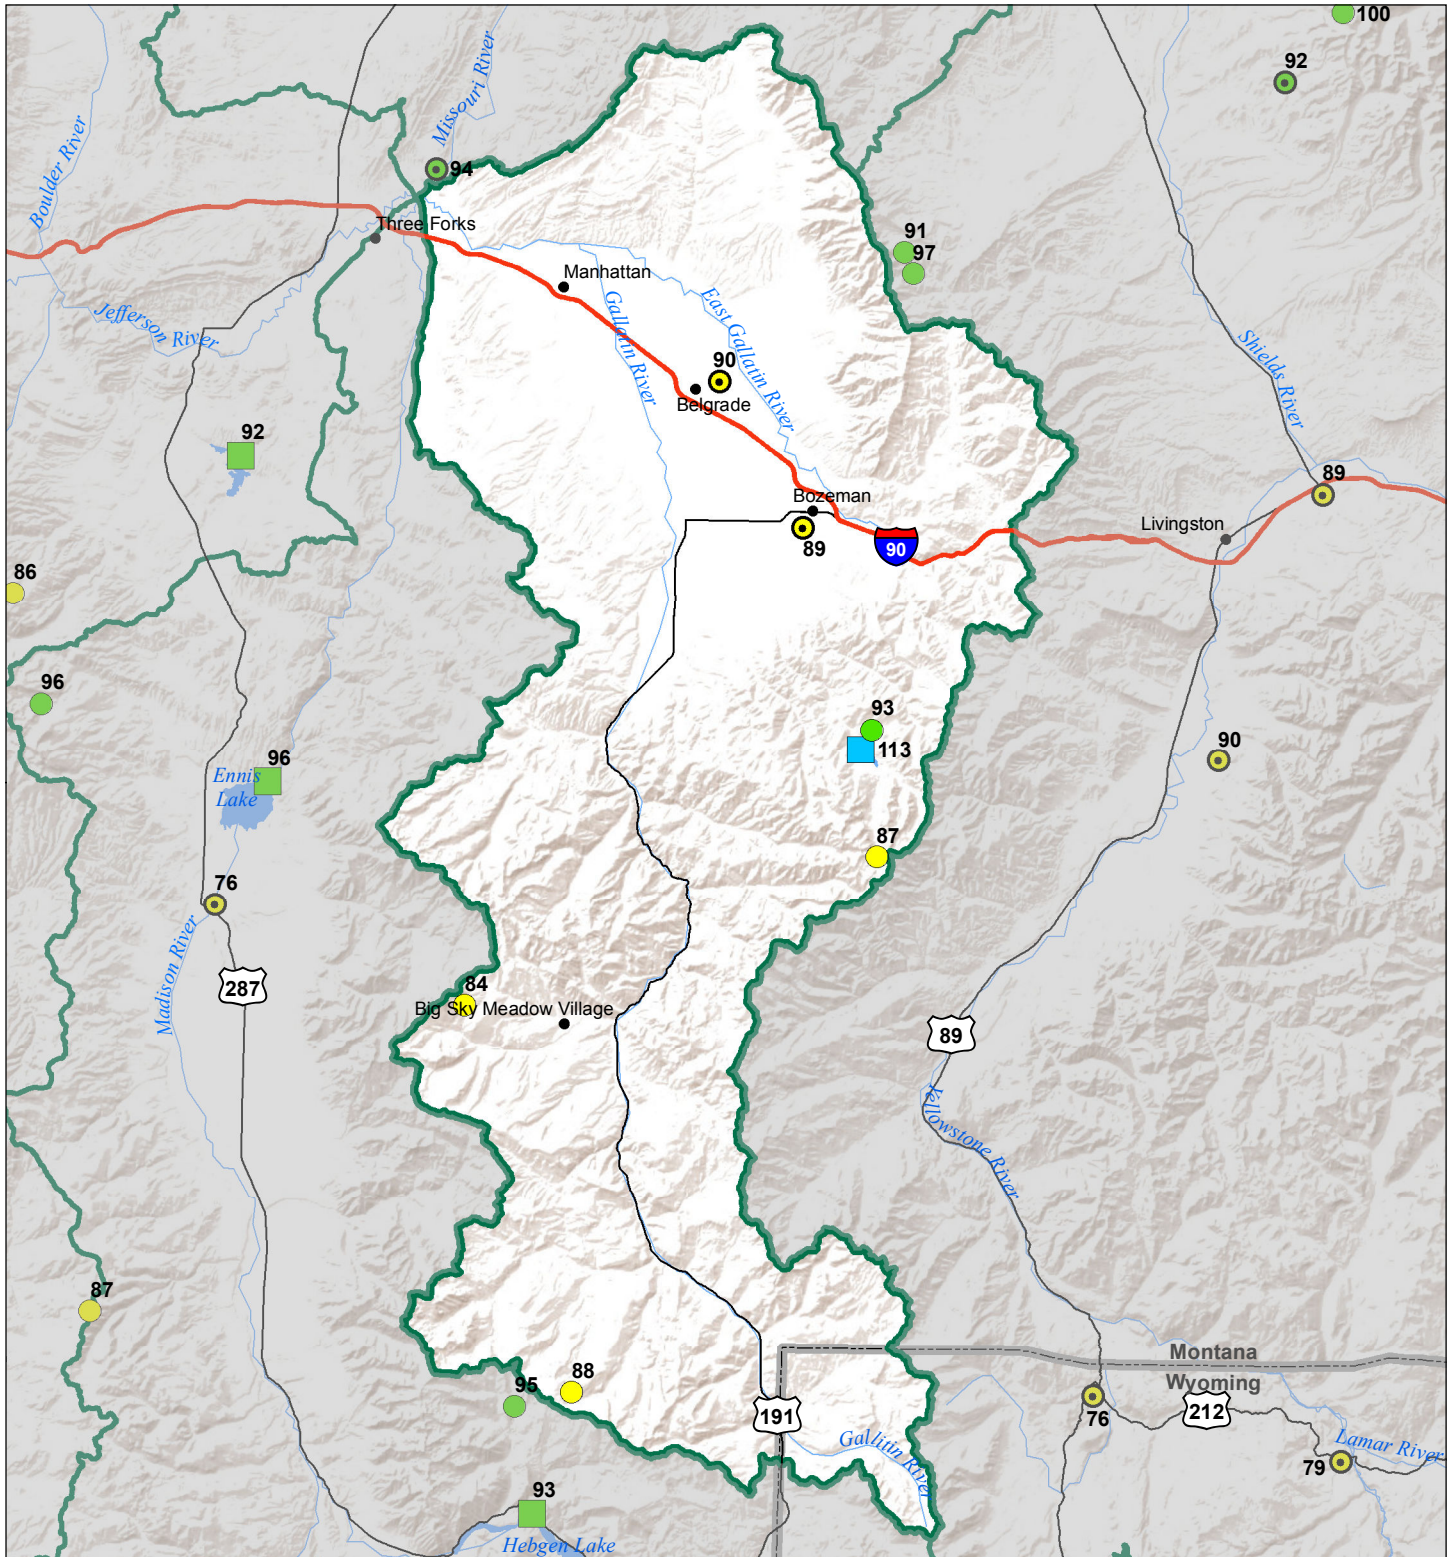 100
92
Missouri River
Boulder River
94
Three Forks
91
97
Manhattan
Gallatin River
East Gallatin River
Jefferson River
Shields River
90
Belgrade
92
89
Bozeman
89
90
Livingston
86
96
93
113
90
96
Ennis
Lake
87
76
Madison River
287
84
Big Sky Meadow Village
89
Yellowstone River
87
Montana
Wyoming
88
95
191
76
212
Gallitin River
Lamar River
79
93
Hebgen Lake